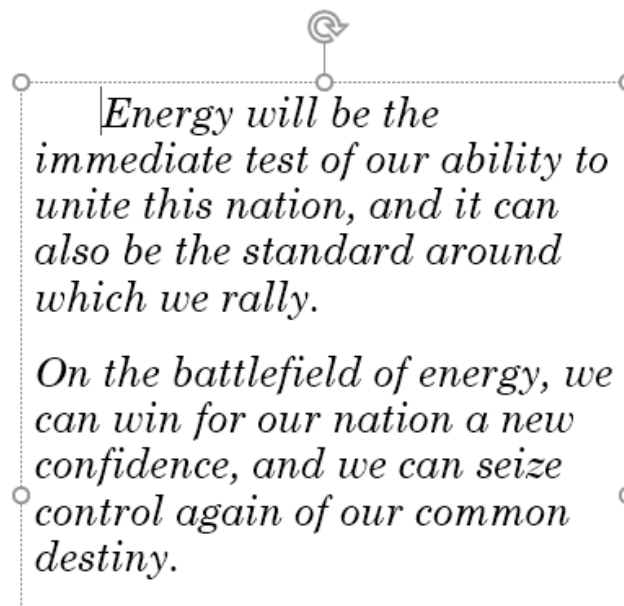 Energy will be the
immediate test of our ability to
unite this nation, and it can
also be the standard around
which we rally.
On the battlefield of energy, we
can win for our nation a new
confidence, and we can seize
control again of our common
destiny.